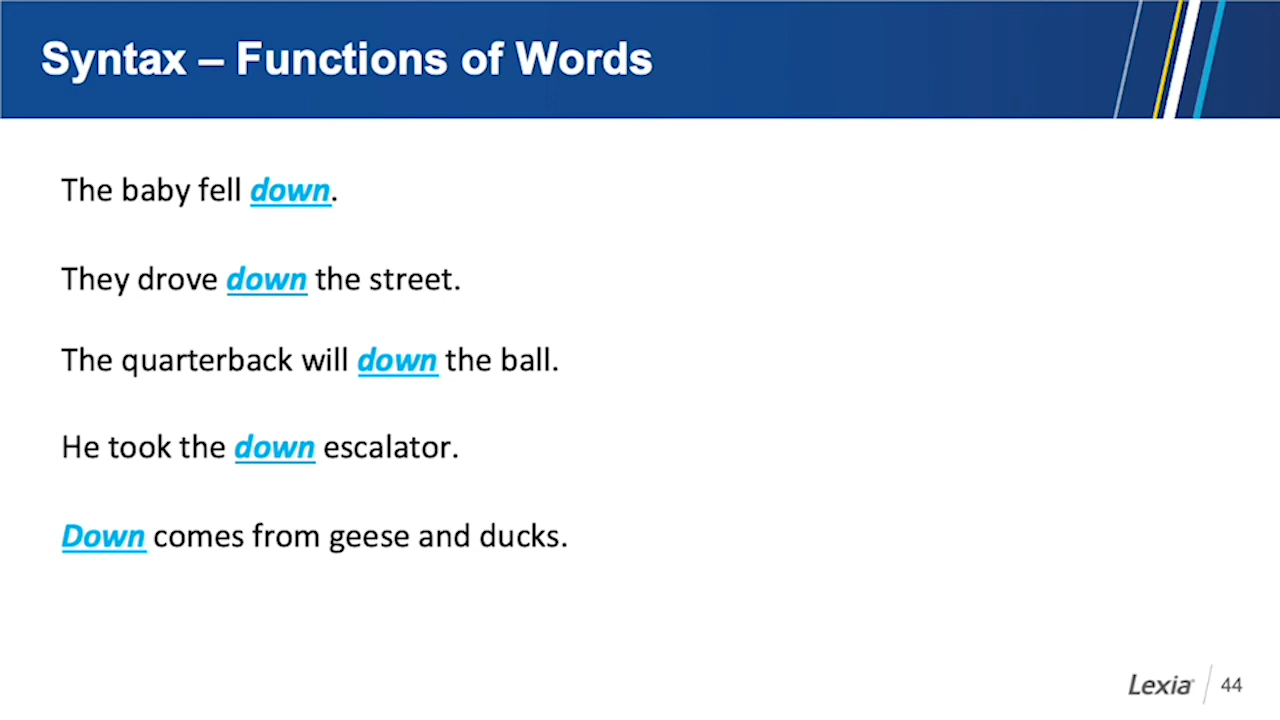 Syntax – Functions of Words
The baby fell down.
They drove down the street.
The quarterback will down the ball.
He took the down escalator.
Down comes from geese and ducks.
Lexia 44